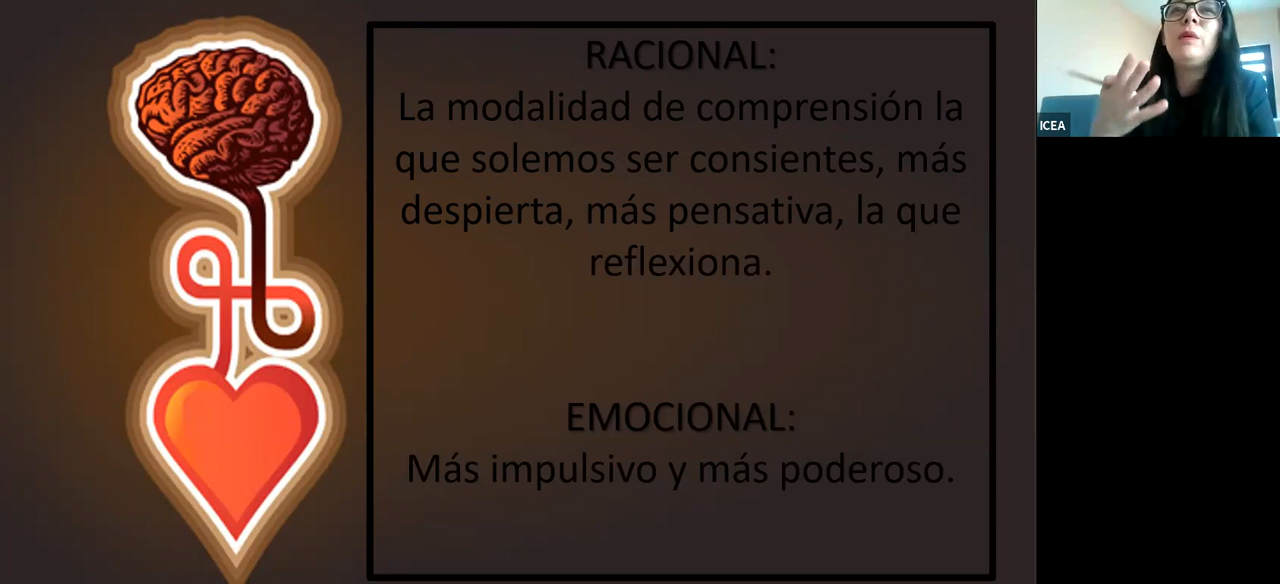 RACIONAL:
La modalidad de comprensión la
que solemos ser consientes, más
despierta, más pensativa, la que
reflexiona.
EMOCIONAL:
Más impulsivo y más poderoso.
ICEA